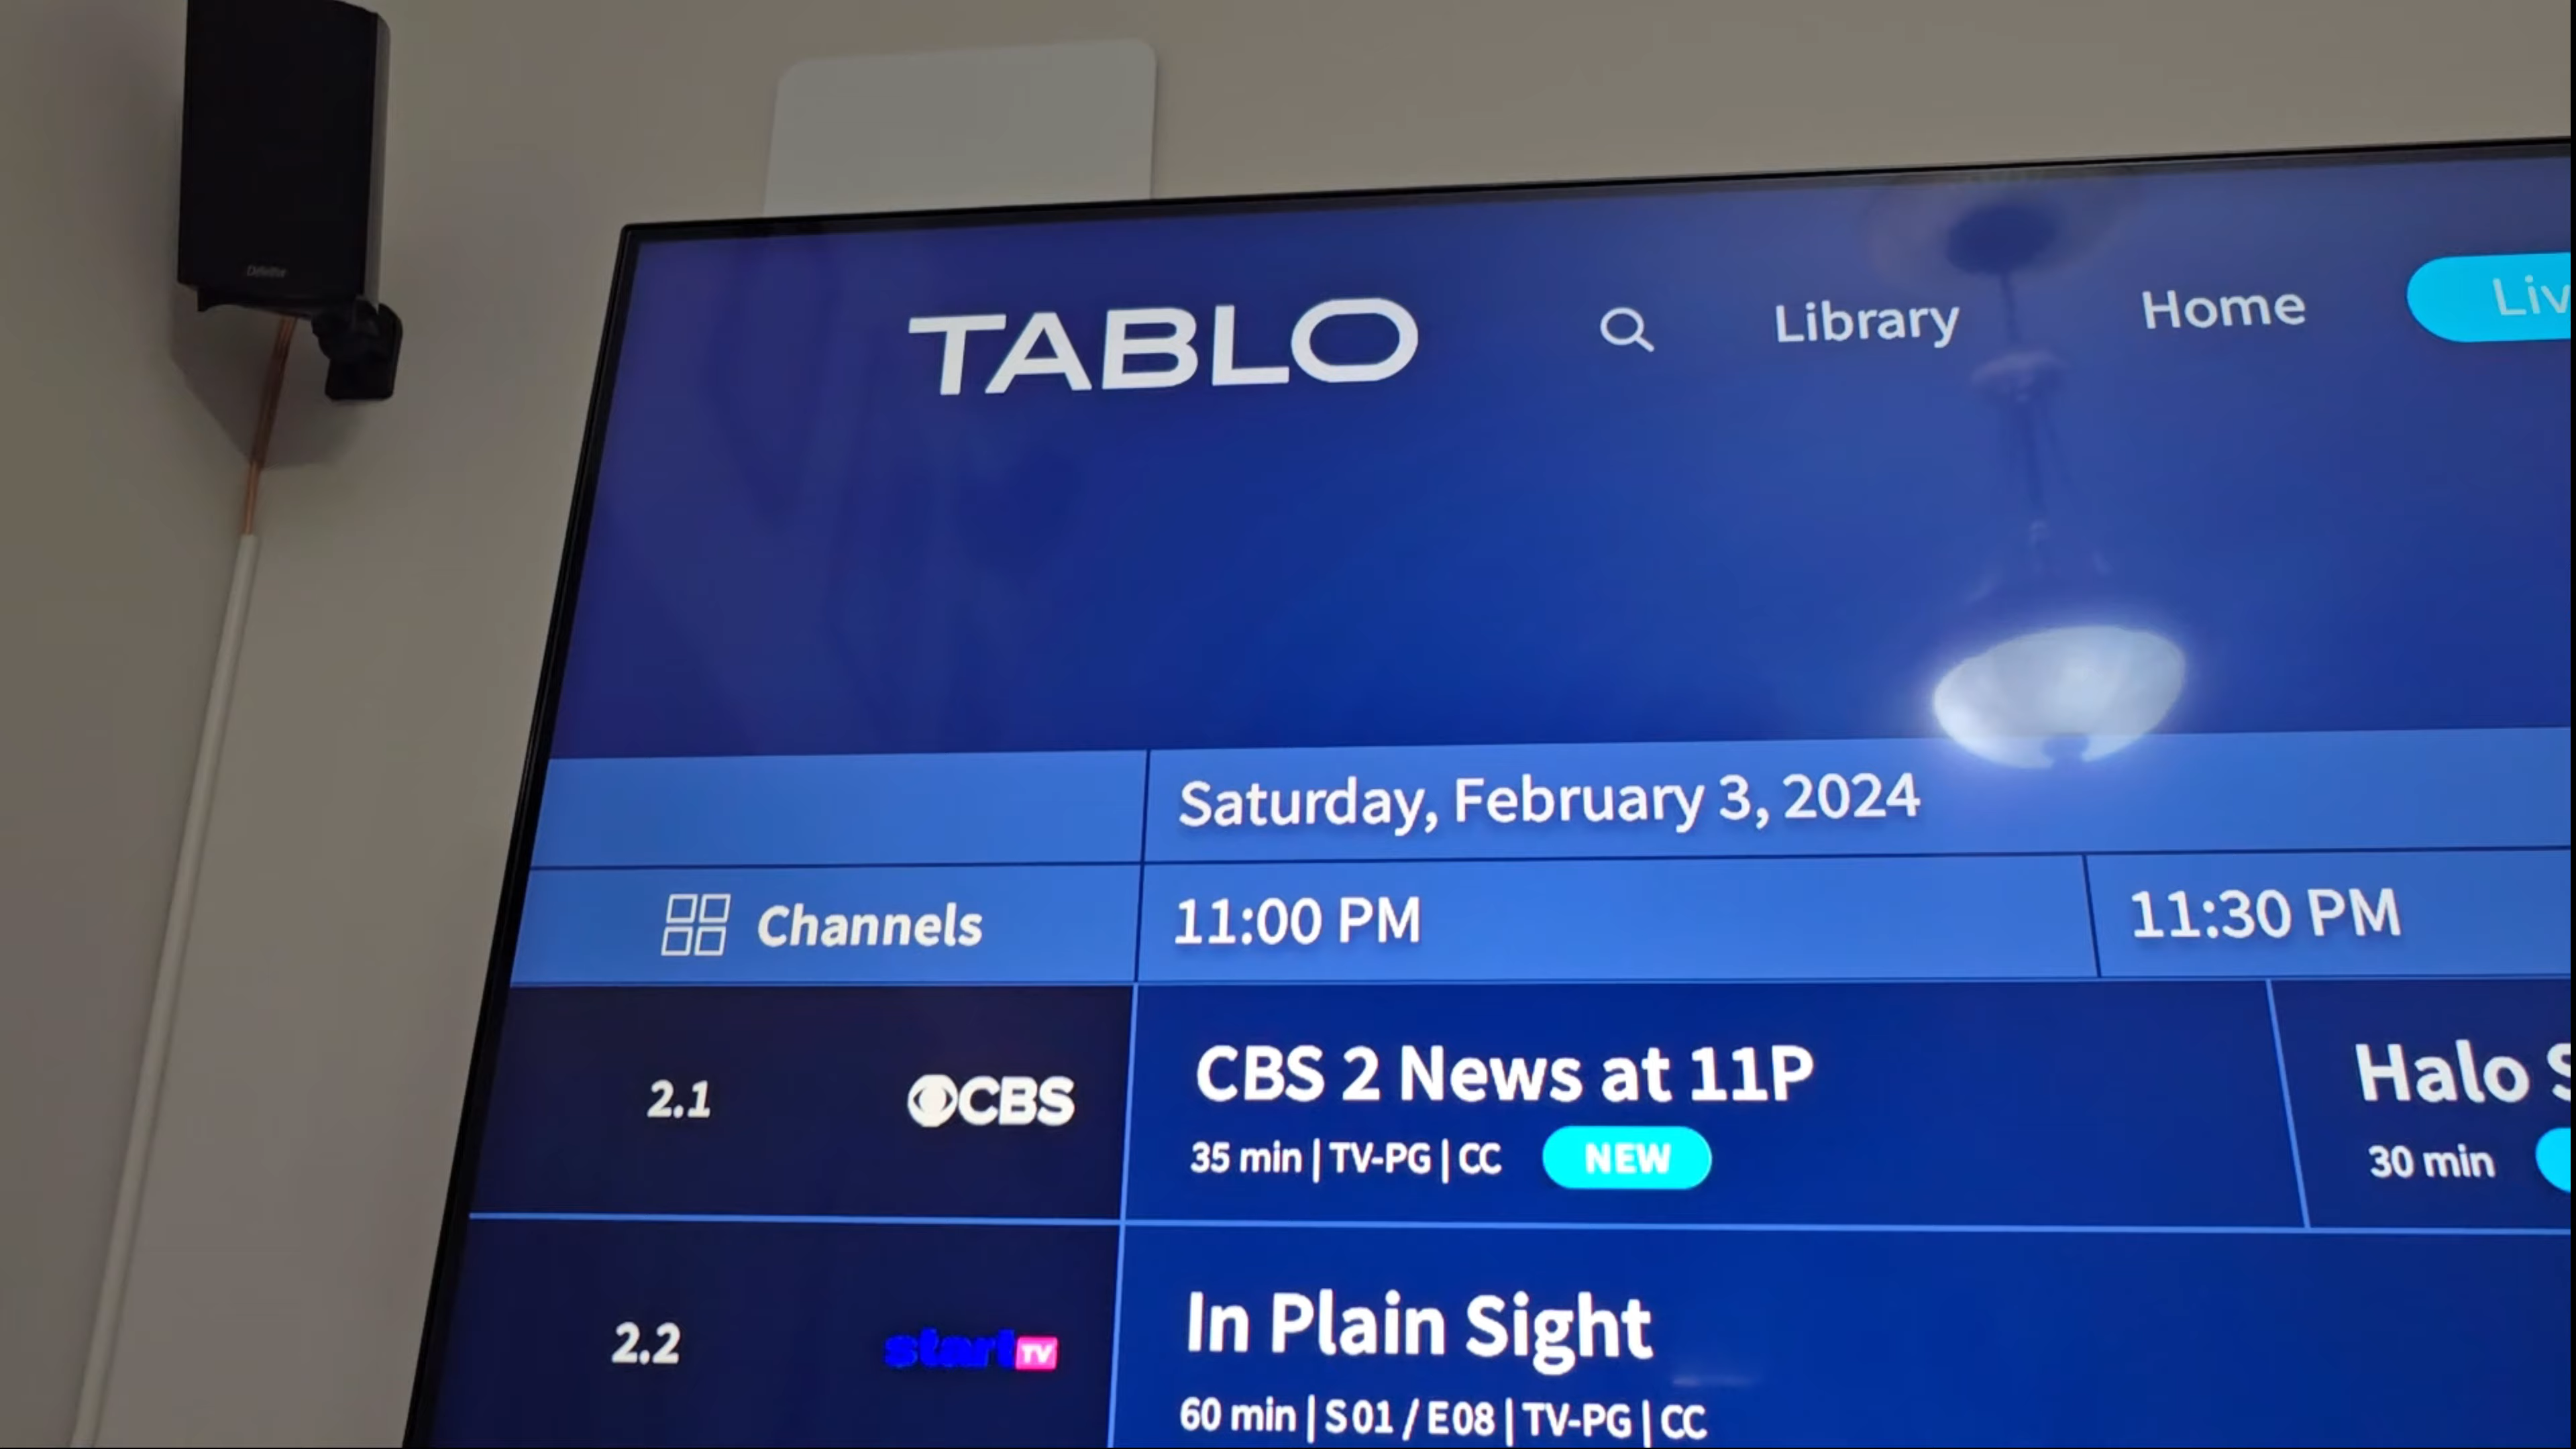 TABLO
Library
Home
Liv
Saturday, February 3, 2024
Channels
11:00 PM
11:30 PM
2.1
CBS
CBS 2 News at 11P
35 min | TV-PG | CC
NEW
Halo S
30 min
2.2
start TV
In Plain Sight
60 min | S01 / E08 | TV-PG | CC